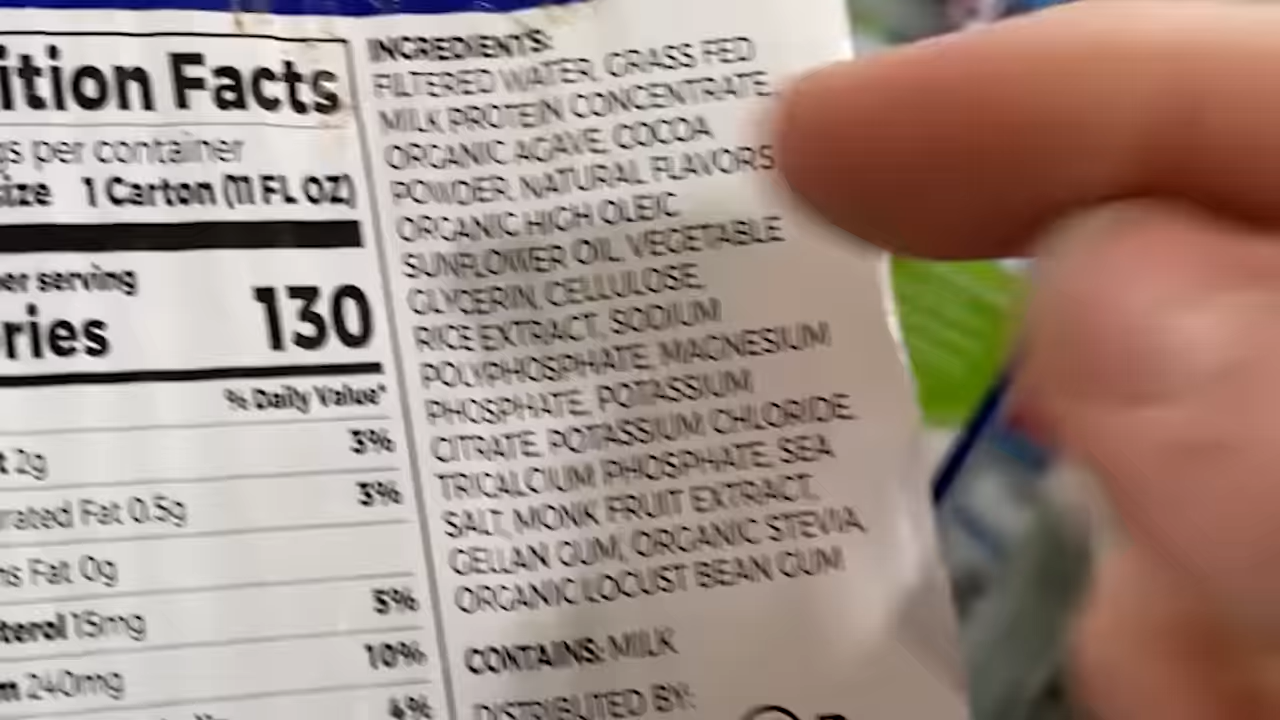 ition Facts
gs per container
size 1 Carton (11 FL OZ)
er serving
ries 130
% Daily Value*
t 2g 3%
rated Fat 0.5g 3%
ns Fat 0g
terol 15mg 5%
m 240mg 10%
4%
INGREDIENTS:
FILTERED WATER, GRASS FED
MILK PROTEIN CONCENTRATE,
ORGANIC AGAVE, COCOA
POWDER, NATURAL FLAVORS,
ORGANIC HIGH OLEIC
SUNFLOWER OIL, VEGETABLE
GLYCERIN, CELLULOSE,
RICE EXTRACT, SODIUM
POLYPHOSPHATE, MAGNESIUM
PHOSPHATE, POTASSIUM
CITRATE, POTASSIUM CHLORIDE,
TRICALCIUM PHOSPHATE, SEA
SALT, MONK FRUIT EXTRACT,
GELLAN GUM, ORGANIC STEVIA,
ORGANIC LOCUST BEAN GUM
CONTAINS: MILK
DISTRIBUTED BY: